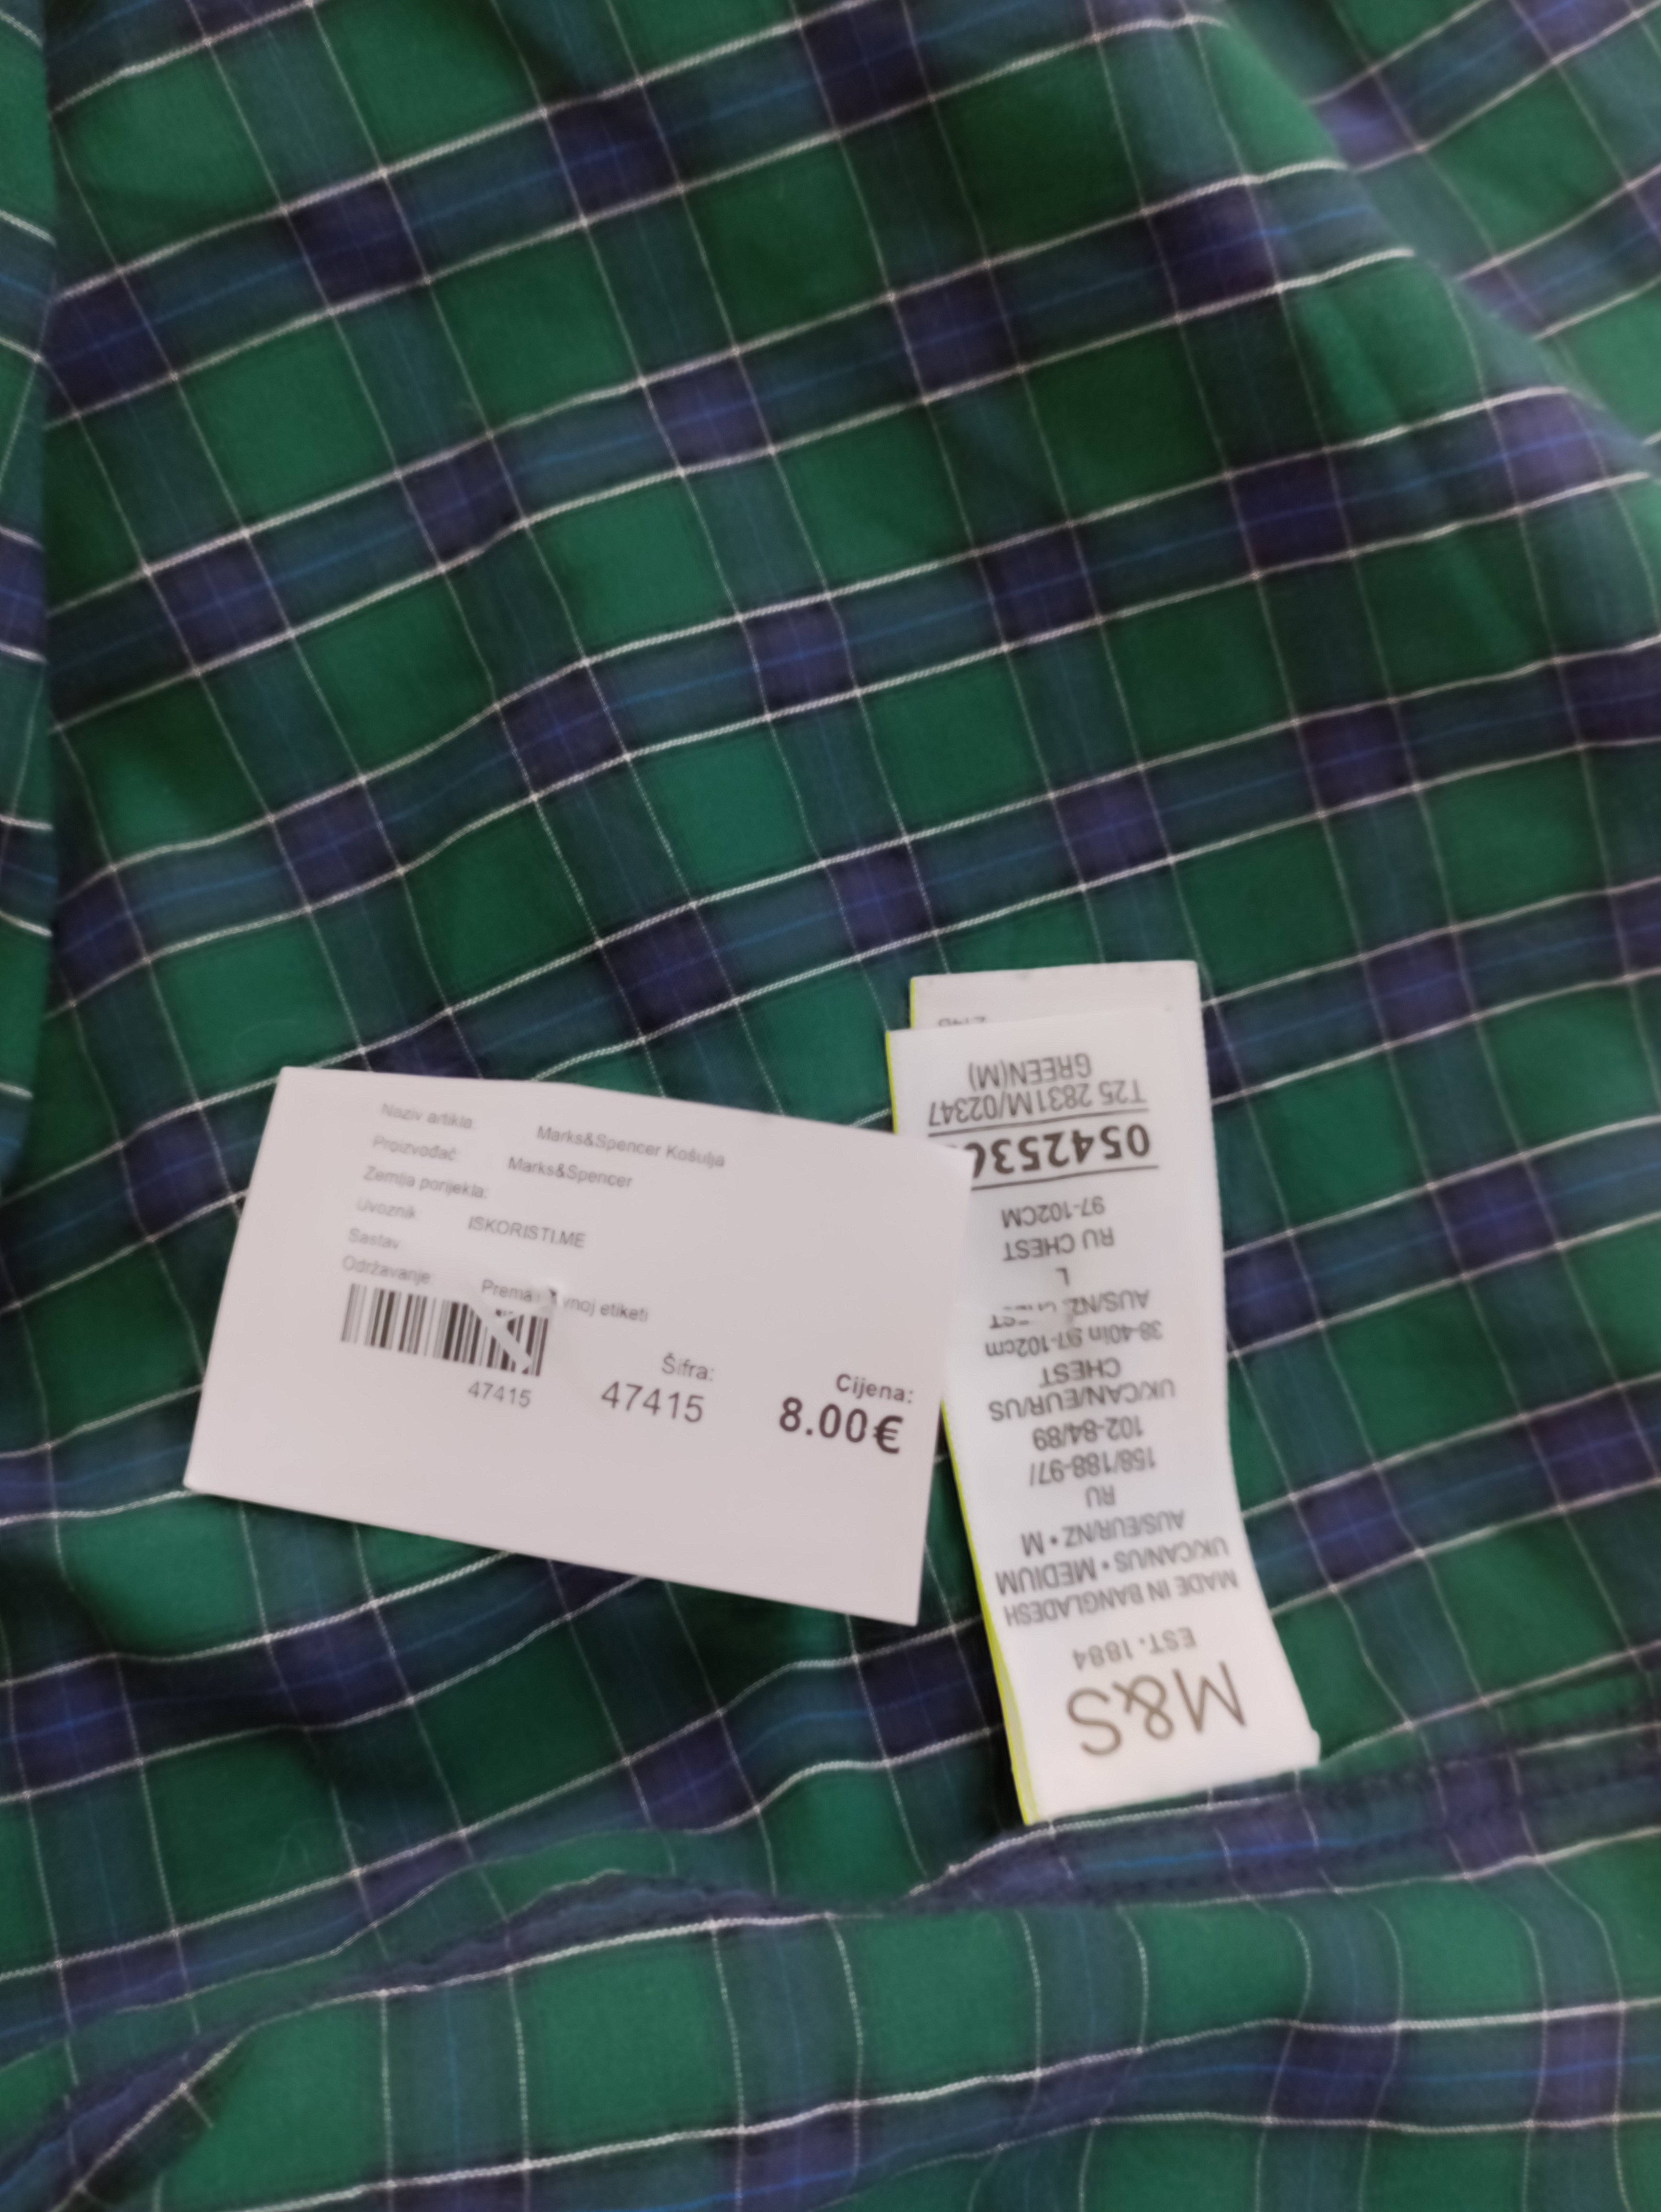 Naziv artikla: Marks&Spencer Košulja
Proizvođač: Marks&Spencer
Zemlja porijekla:
Uvoznik: ISKORISTI.ME
Sastav
Održavanje Prema vnoj etiketi
47415
Šifra:
47415
Cijena:
8.00€
M&S
EST. 1884
MADE IN BANGLADESH
UK/CAN/US • MEDIUM
AUS/EUR/NZ • M
RU
158/188-97/
102-84/89
UK/CAN/EUR/US
CHEST
38-40in 97-102cm
AUS/NZ
L
RU CHEST
97-102CM
054253
T25 2831M/02347
GREEN(M)